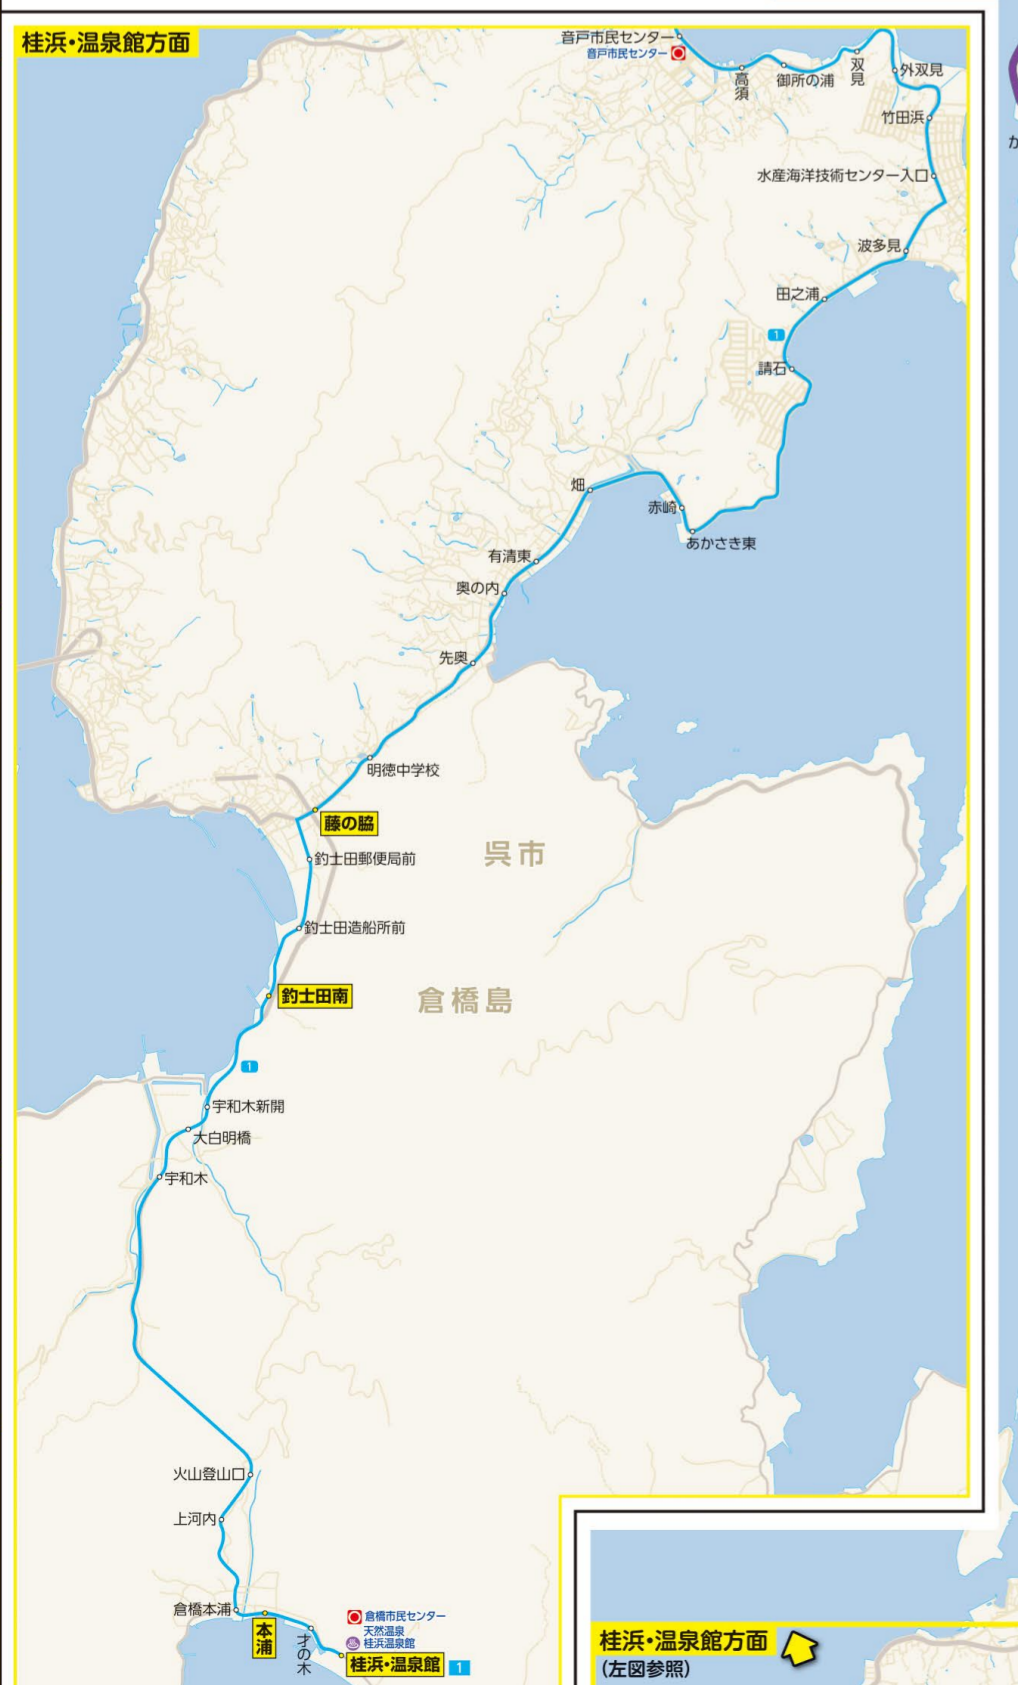 桂浜・温泉館方面
音戸市民センター
音戸市民センター
高須
御所の浦
双見
外双見
竹田浜
水産海洋技術センター入口
波多見
田之浦
1
請石
畑
赤崎
あかさき東
有清東
奥の内
先奥
明徳中学校
藤の脇
釣士田郵便局前
呉市
釣士田造船所前
釣士田南
倉橋島
1
宇和木新開
大白明橋
宇和木
火山登山口
上河内
倉橋本浦
本浦
才の木
倉橋市民センター
天然温泉
桂浜温泉館
桂浜・温泉館
1
桂浜・温泉館方面
(左図参照)
か